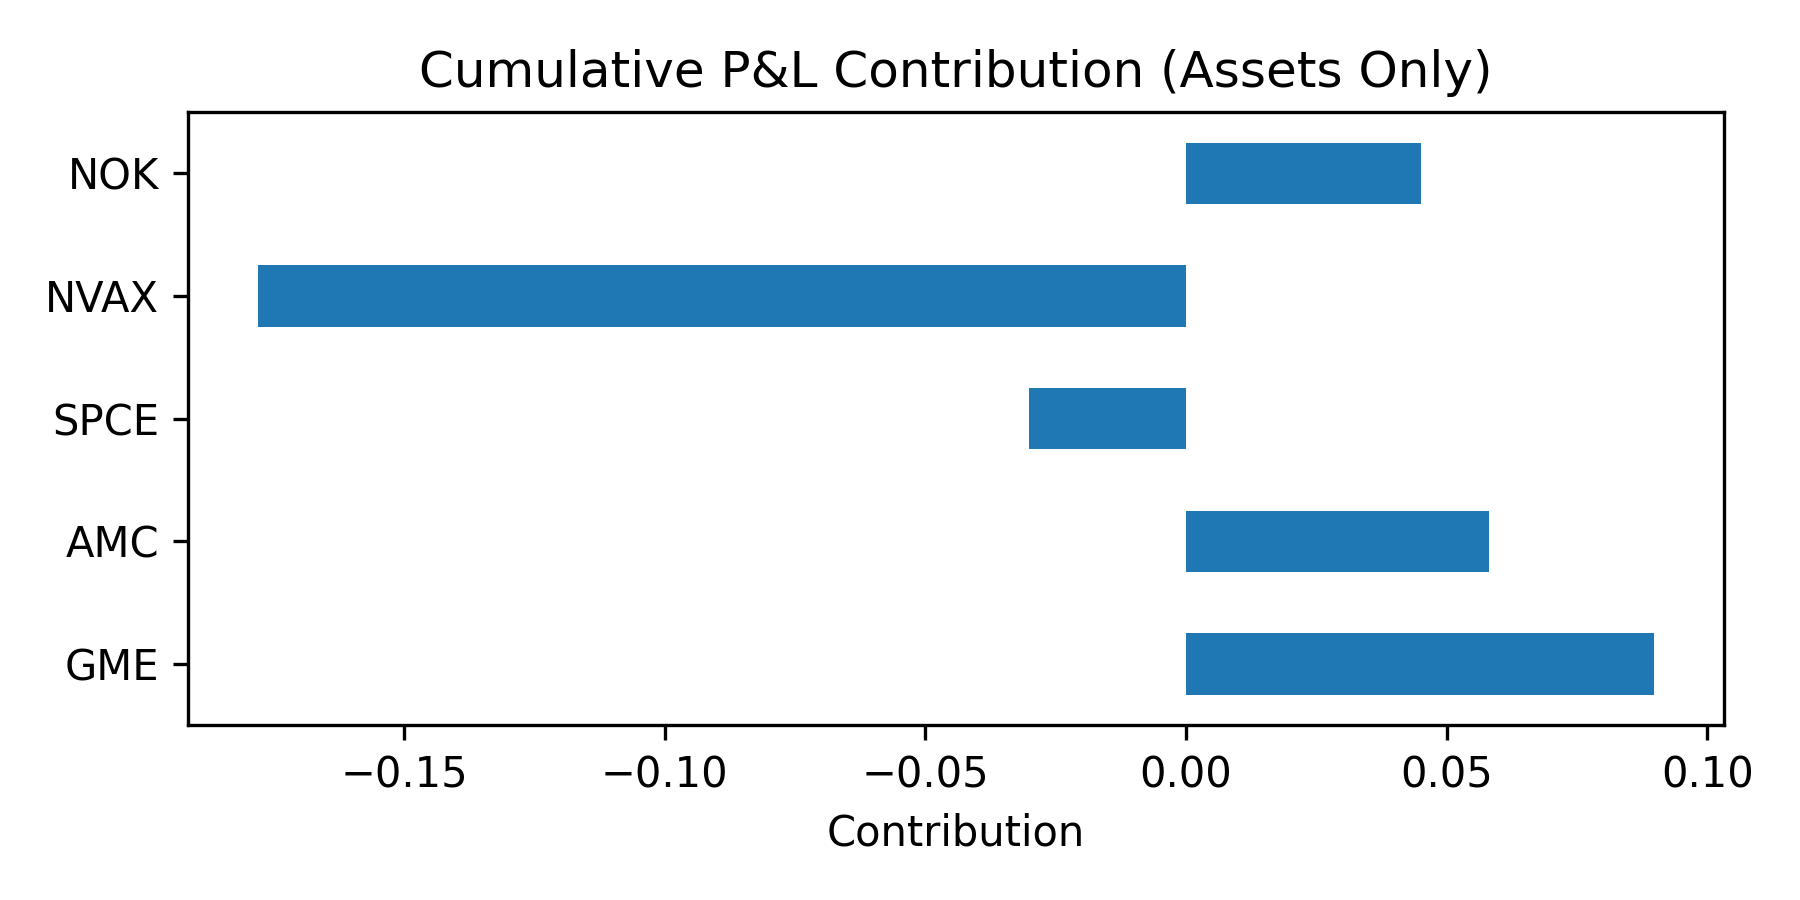 Cumulative P&L Contribution (Assets Only)
NOK
NVAX
SPCE
AMC
GME
−0.15 −0.10 −0.05 0.00 0.05 0.10
Contribution